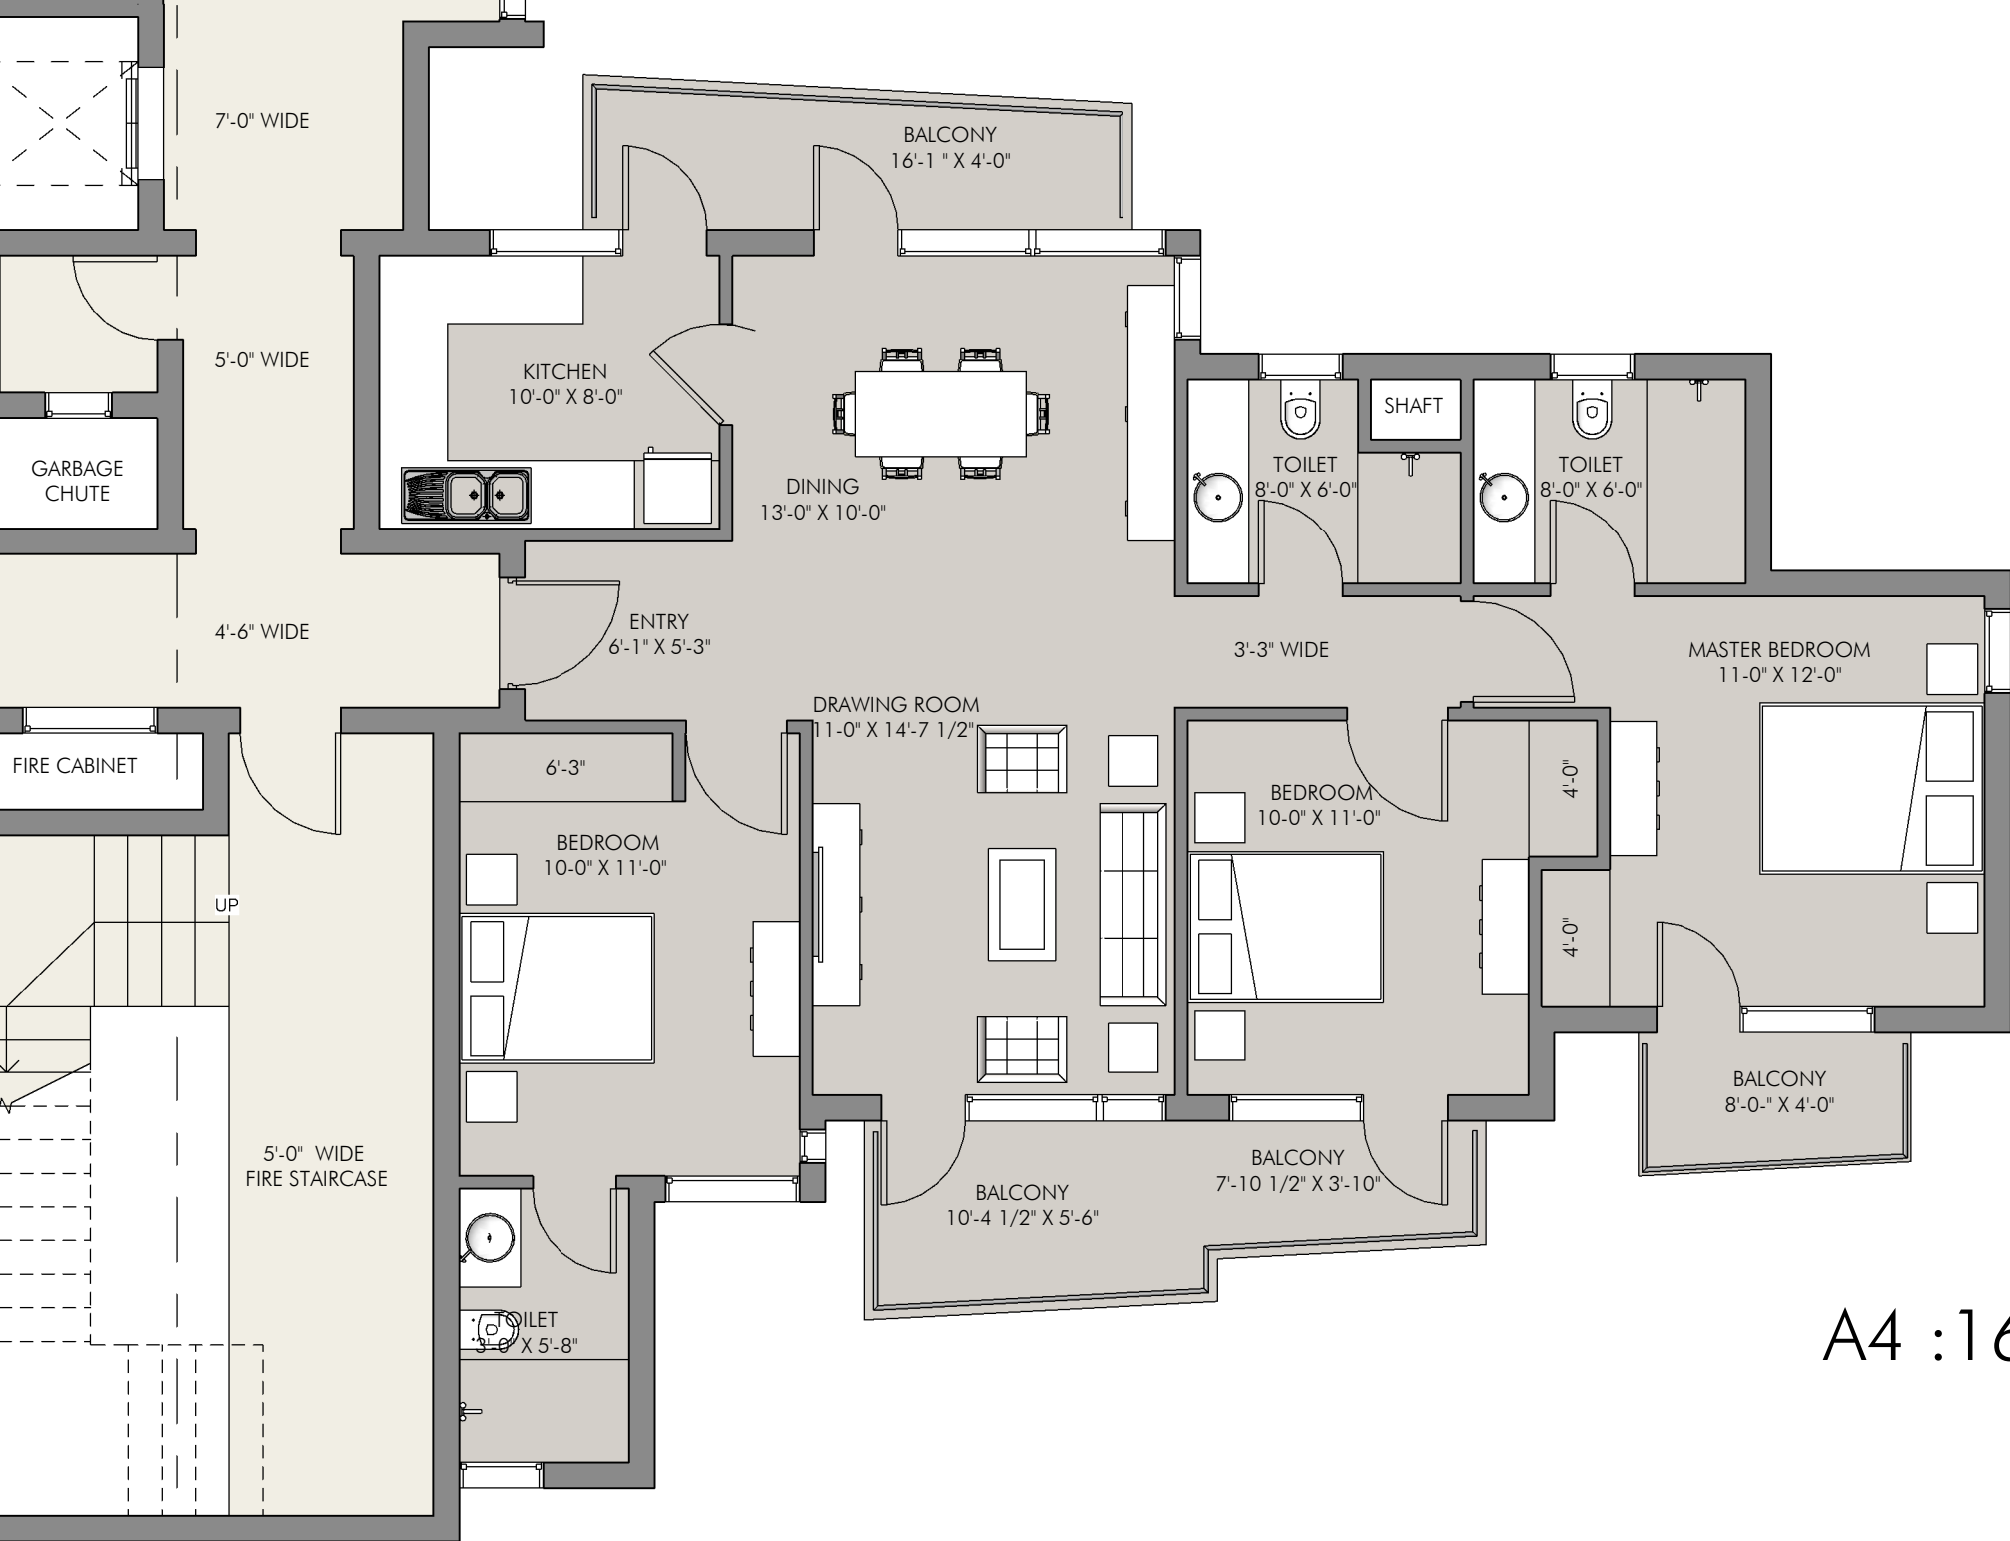 7'-0" WIDE
BALCONY
16'-1 " X 4'-0"
5'-0" WIDE
KITCHEN
10'-0" X 8'-0"
SHAFT
GARBAGE
CHUTE
DINING
13'-0" X 10'-0"
TOILET
8'-0" X 6'-0"
TOILET
8'-0" X 6'-0"
4'-6" WIDE
ENTRY
6'-1" X 5'-3"
3'-3" WIDE
MASTER BEDROOM
11-0" X 12'-0"
DRAWING ROOM
11-0" X 14'-7 1/2"
FIRE CABINET
6'-3"
BEDROOM
10-0" X 11'-0"
4'-0"
BEDROOM
10-0" X 11'-0"
UP
4'-0"
BALCONY
8'-0-" X 4'-0"
5'-0" WIDE
FIRE STAIRCASE
BALCONY
7'-10 1/2" X 3'-10"
BALCONY
10'-4 1/2" X 5'-6"
TOILET
3'-0" X 5'-8"
A4 :16